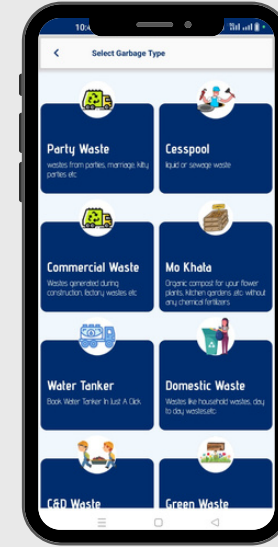 10:
Select Garbage Type
Party Waste
wastes from parties, marriage, kitty
parties etc
Cesspool
liquid or sewage waste
Commercial Waste
Wastes generated during
construction, factory wastes etc
Mo Khata
Organic compost for your flower
plants, kitchen gardens ,etc without
any chemical fertilizers
Water Tanker
Book Water Tanker In Just A Click
Domestic Waste
Wastes like household wastes, day
to day wastes,etc
C&D Waste
Green Waste